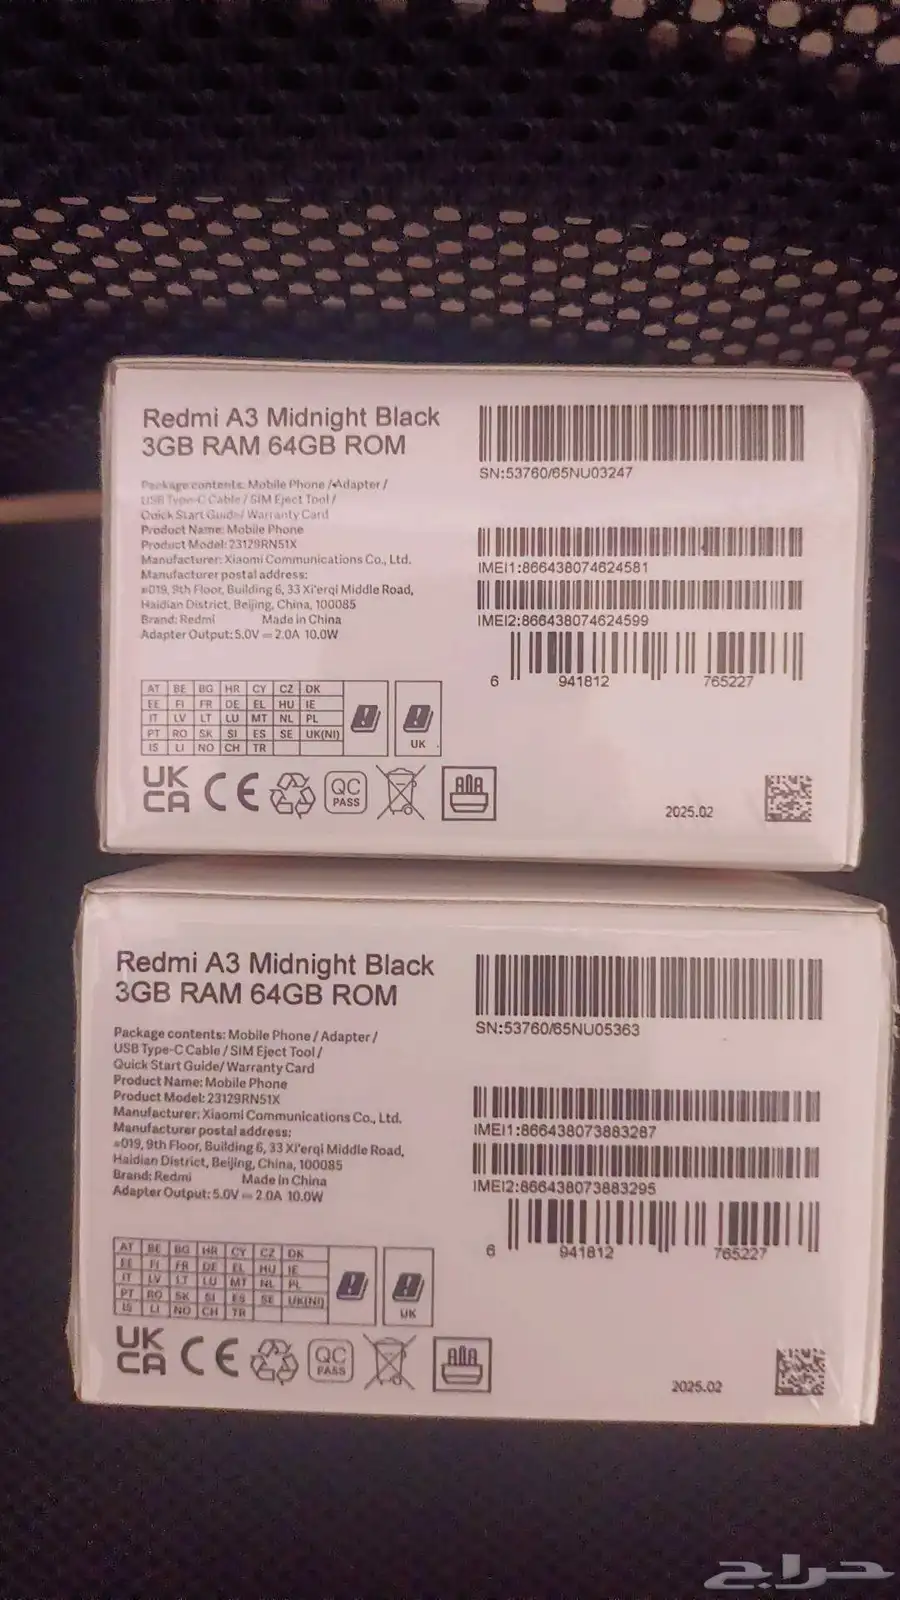 Redmi A3 Midnight Black
3GB RAM 64GB ROM
Package contents: Mobile Phone / Adapter /
USB Type-C Cable / SIM Eject Tool /
Quick Start Guide/ Warranty Card
Product Name: Mobile Phone
Product Model: 23129RN51X
Manufacturer: Xiaomi Communications Co., Ltd.
Manufacturer postal address:
#019, 9th Floor, Building 6, 33 Xi'erqi Middle Road,
Haidian District, Beijing, China, 100085
Brand: Redmi Made in China
Adapter Output: 5.0V ⎓ 2.0A 10.0W
SN:53760/65NU03247
IMEI1:866438074624581
IMEI2:866438074624599
6 941812 765227
AT BE BG HR CY CZ DK
EE FI FR DE EL HU IE
IT LV LT LU MT NL PL
PT RO SK SI ES SE UK(NI)
IS LI NO CH TR
UK
UK
CA CE QC
PASS
2025.02
Redmi A3 Midnight Black
3GB RAM 64GB ROM
Package contents: Mobile Phone / Adapter /
USB Type-C Cable / SIM Eject Tool /
Quick Start Guide/ Warranty Card
Product Name: Mobile Phone
Product Model: 23129RN51X
Manufacturer: Xiaomi Communications Co., Ltd.
Manufacturer postal address:
#019, 9th Floor, Building 6, 33 Xi'erqi Middle Road,
Haidian District, Beijing, China, 100085
Brand: Redmi Made in China
Adapter Output: 5.0V ⎓ 2.0A 10.0W
SN:53760/65NU05363
IMEI1:866438073883287
IMEI2:866438073883295
6 941812 765227
AT BE BG HR CY CZ DK
EE FI FR DE EL HU IE
IT LV LT LU MT NL PL
PT RO SK SI ES SE UK(NI)
IS LI NO CH TR
UK
UK
CA CE QC
PASS
2025.02
حراج